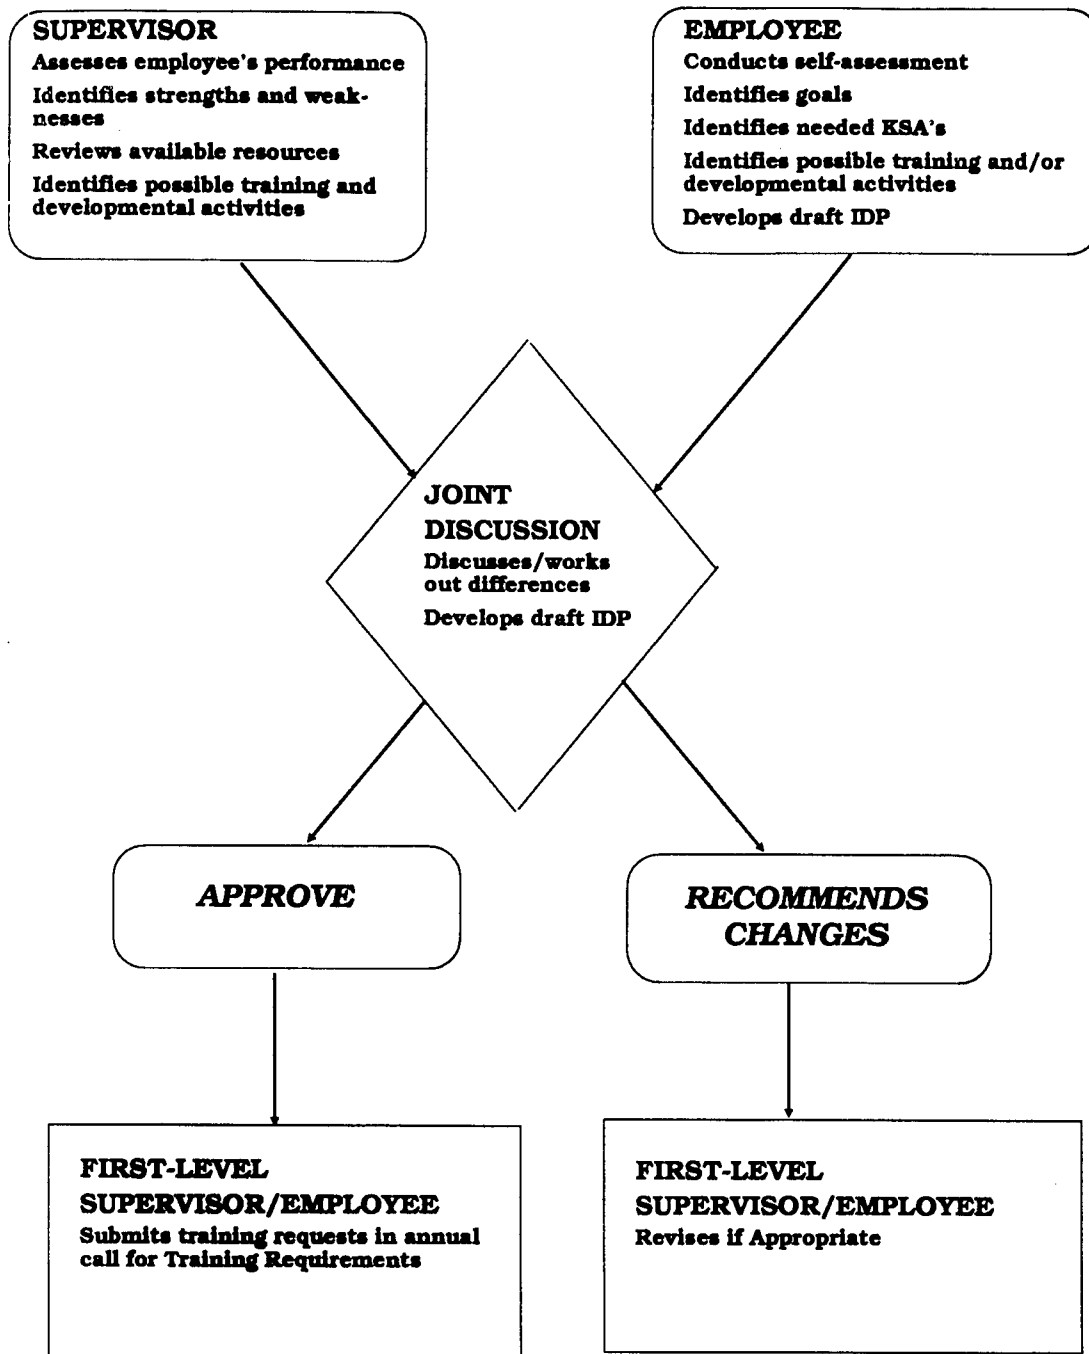 SUPERVISOR
Assesses employee's performance
Identifies strengths and weak-
nesses
Reviews available resources
Identifies possible training and
developmental activities
EMPLOYEE
Conducts self-assessment
Identifies goals
Identifies needed KSA's
Identifies possible training and/or
developmental activities
Develops draft IDP
JOINT
DISCUSSION
Discusses/works
out differences
Develops draft IDP
APPROVE
RECOMMENDS
CHANGES
FIRST-LEVEL
SUPERVISOR/EMPLOYEE
Submits training requests in annual
call for Training Requirements
FIRST-LEVEL
SUPERVISOR/EMPLOYEE
Revises if Appropriate